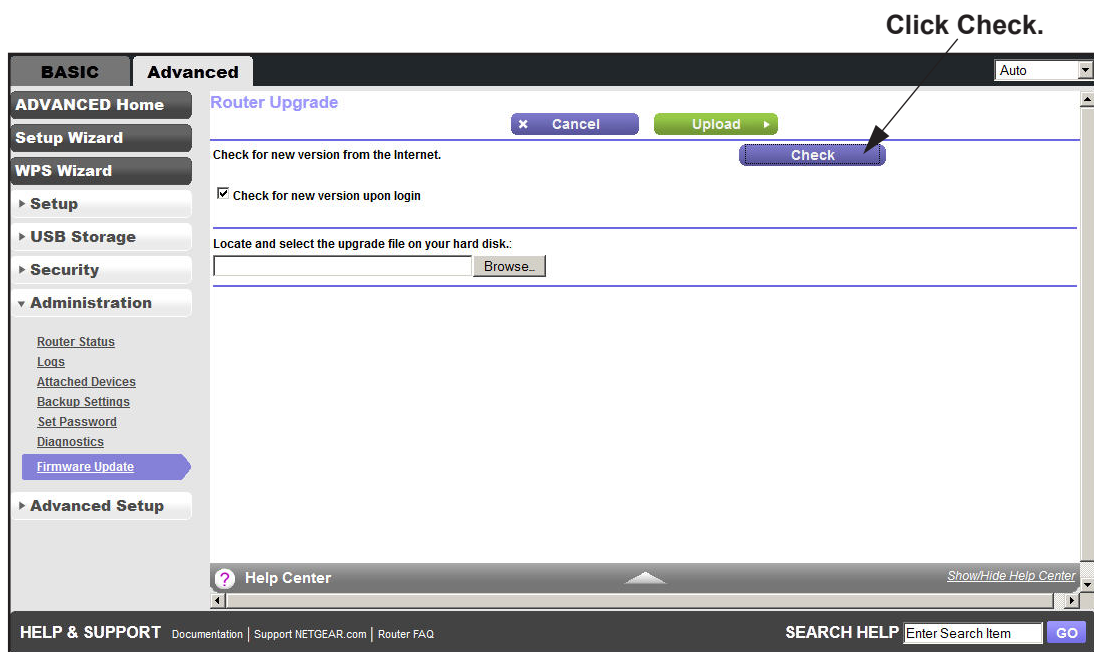 Click Check.
BASIC Advanced Auto
ADVANCED Home
Setup Wizard
WPS Wizard
Setup
USB Storage
Security
Administration
Router Status
Logs
Attached Devices
Backup Settings
Set Password
Diagnostics
Firmware Update
Advanced Setup
Router Upgrade
Cancel Upload
Check for new version from the Internet. Check
Check for new version upon login
Locate and select the upgrade file on your hard disk.:
Browse...
? Help Center Show/Hide Help Center
HELP & SUPPORT Documentation | Support NETGEAR.com | Router FAQ SEARCH HELP Enter Search Item GO